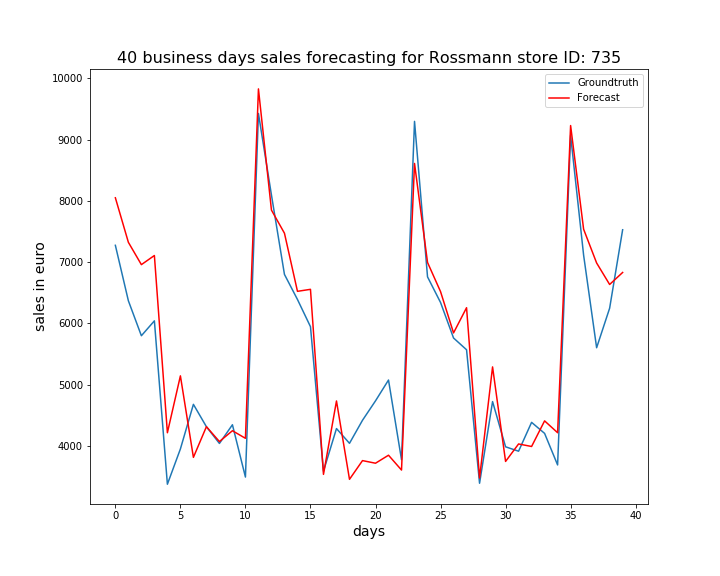 40 business days sales forecasting for Rossmann store ID: 735
Groundtruth
Forecast
10000
9000
8000
7000
6000
5000
4000
sales in euro
0 5 10 15 20 25 30 35 40
days